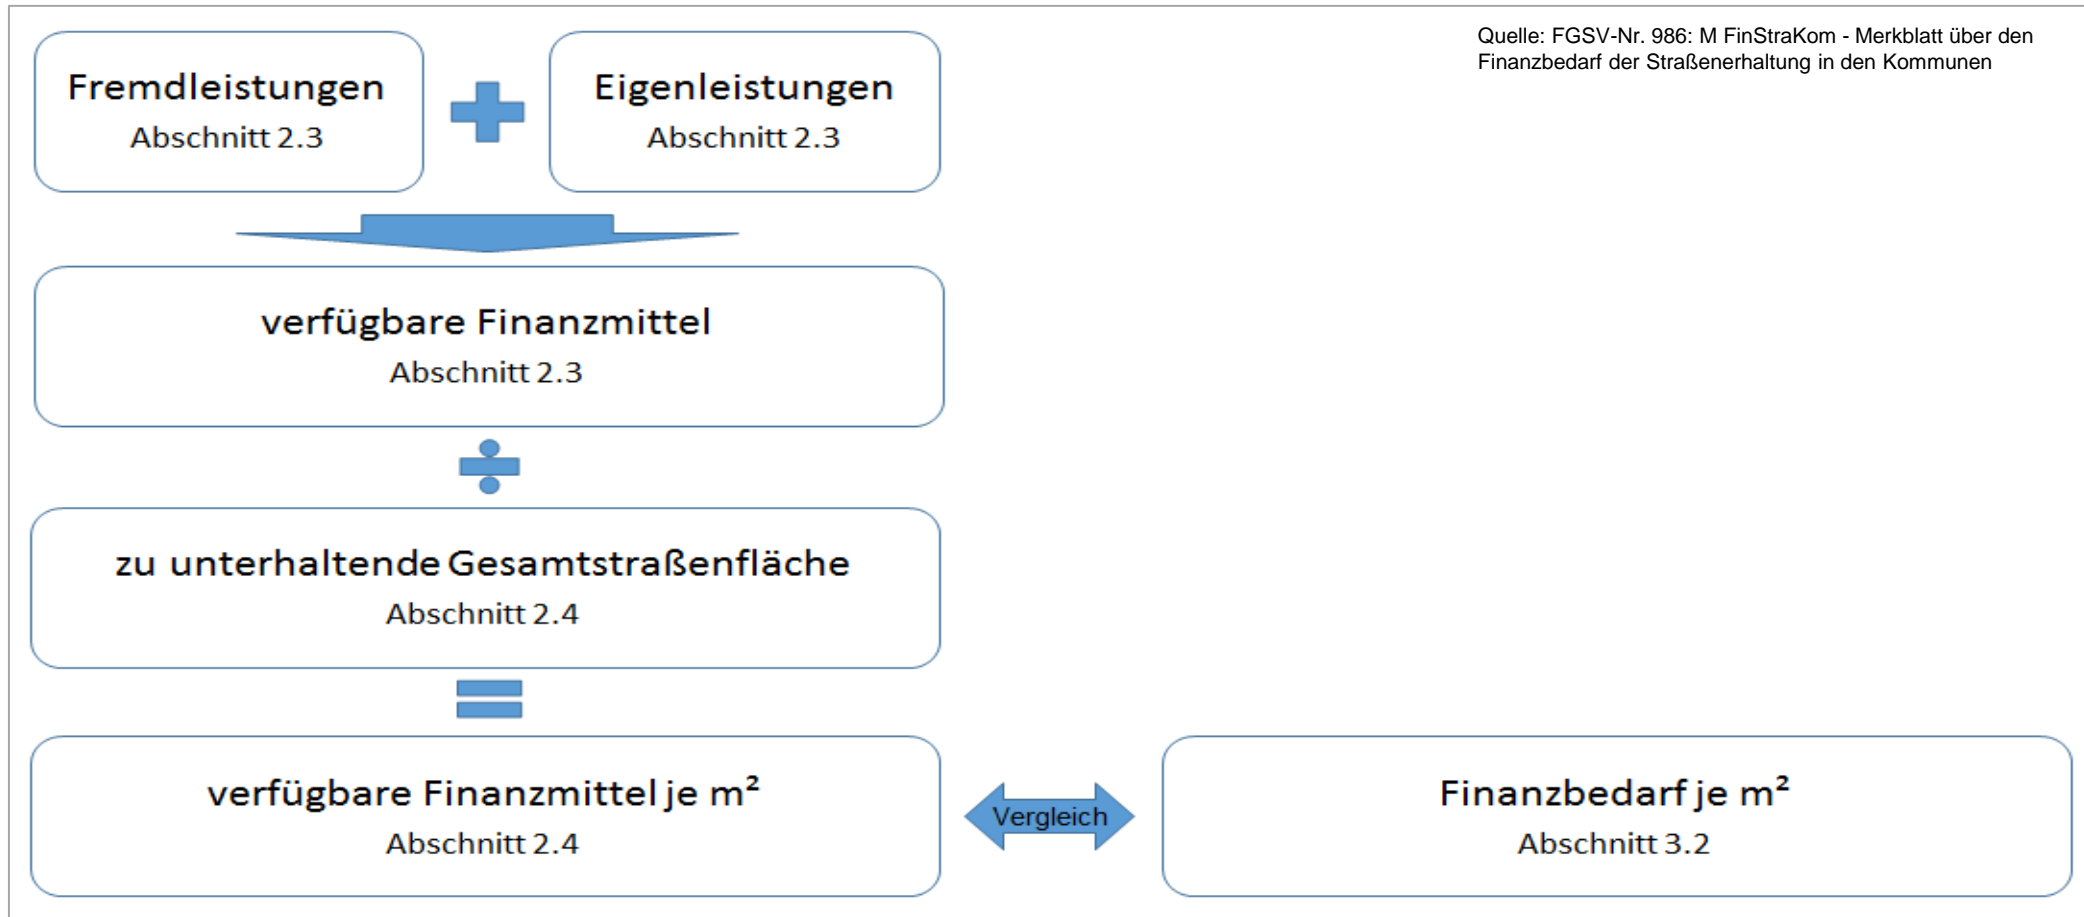 Quelle: FGSV-Nr. 986: M FinStraKom - Merkblatt über den
Finanzbedarf der Straßenerhaltung in den Kommunen
Fremdleistungen
Abschnitt 2.3
Eigenleistungen
Abschnitt 2.3
verfügbare Finanzmittel
Abschnitt 2.3
zu unterhaltende Gesamtstraßenfläche
Abschnitt 2.4
verfügbare Finanzmittel je m²
Abschnitt 2.4
Vergleich
Finanzbedarf je m²
Abschnitt 3.2